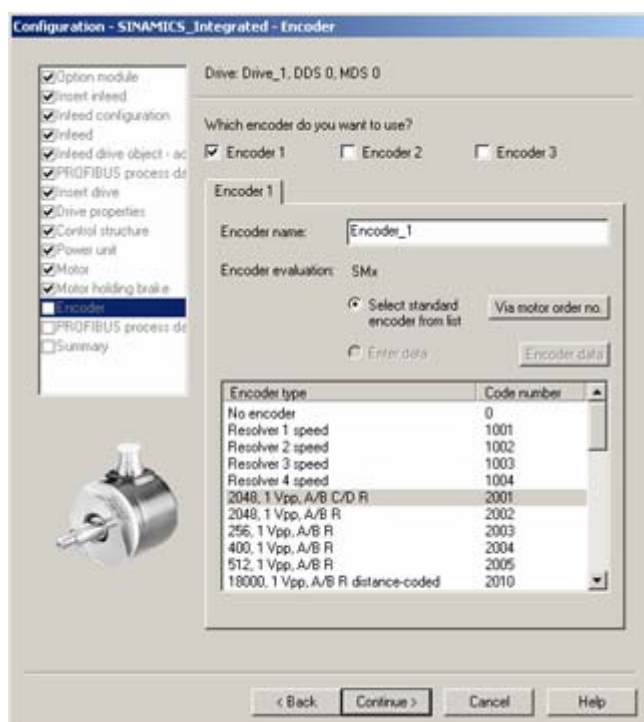 Configuration - SINAMICS_Integrated - Encoder
Option module
Insert infeed
Infeed configuration
Infeed
Infeed drive object - ac
PROFIBUS process da
Insert drive
Drive properties
Control structure
Power unit
Motor
Motor holding brake
Encoder
PROFIBUS process da
Summary
Drive: Drive_1, DDS 0, MDS 0
Which encoder do you want to use?
Encoder 1 Encoder 2 Encoder 3
Encoder 1
Encoder name: Encoder_1
Encoder evaluation: SMx
Select standard encoder from list
Via motor order no.
Enter data
Encoder data
Encoder type Code number
No encoder 0
Resolver 1 speed 1001
Resolver 2 speed 1002
Resolver 3 speed 1003
Resolver 4 speed 1004
2048, 1 Vpp, A/B C/D R 2001
2048, 1 Vpp, A/B R 2002
256, 1 Vpp, A/B R 2003
400, 1 Vpp, A/B R 2004
512, 1 Vpp, A/B R 2005
18000, 1 Vpp, A/B R distance-coded 2010
< Back Continue > Cancel Help